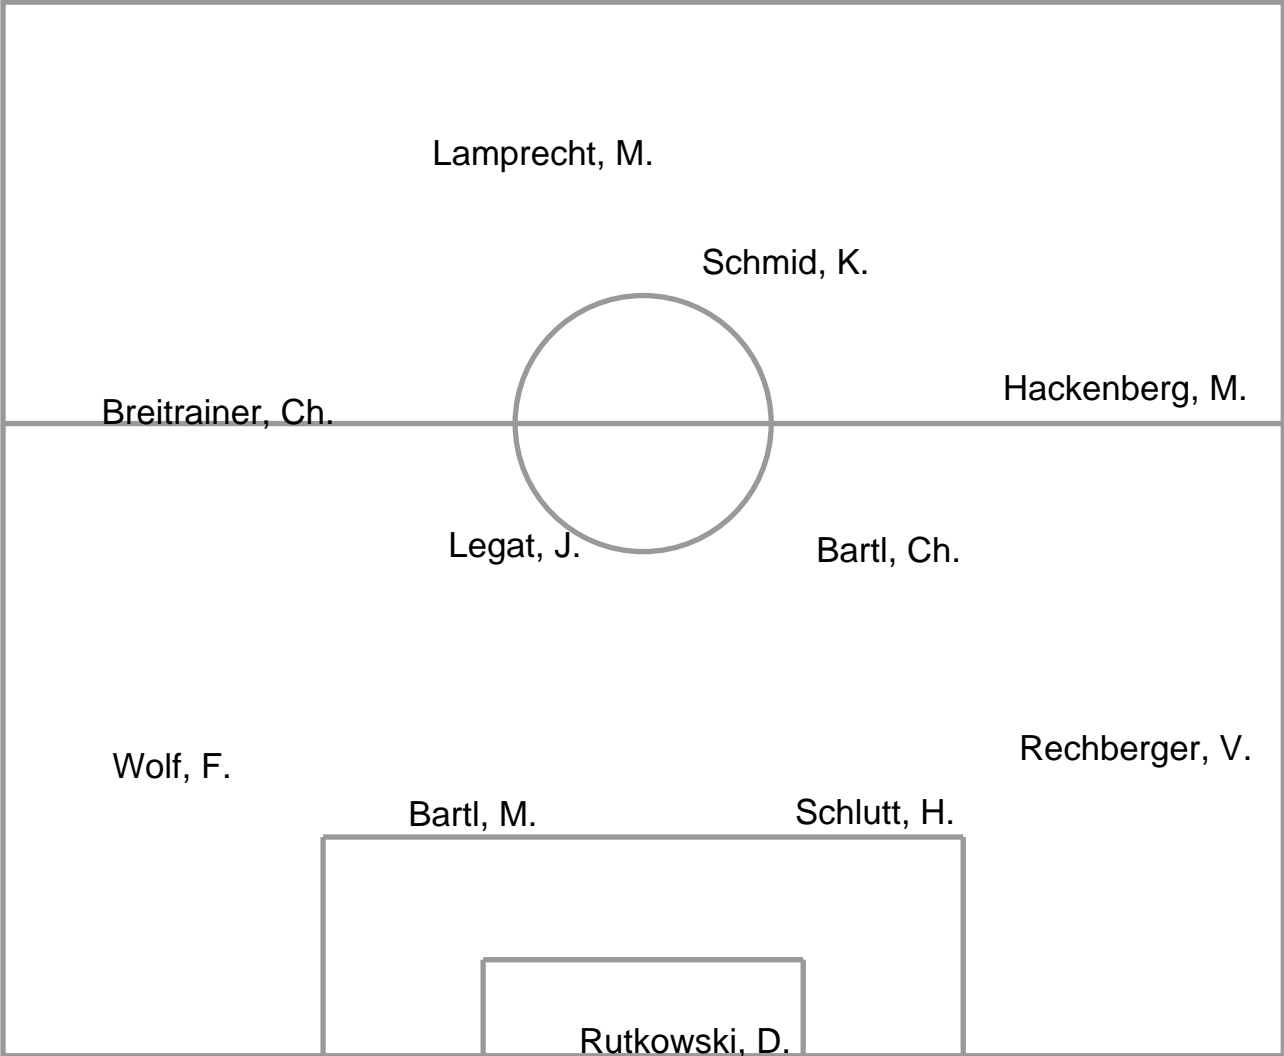 Lamprecht, M.
Schmid, K.
Hackenberg, M.
Breitrainer, Ch.
Legat, J.
Bartl, Ch.
Rechberger, V.
Wolf, F.
Bartl, M.
Schlutt, H.
Rutkowski, D.